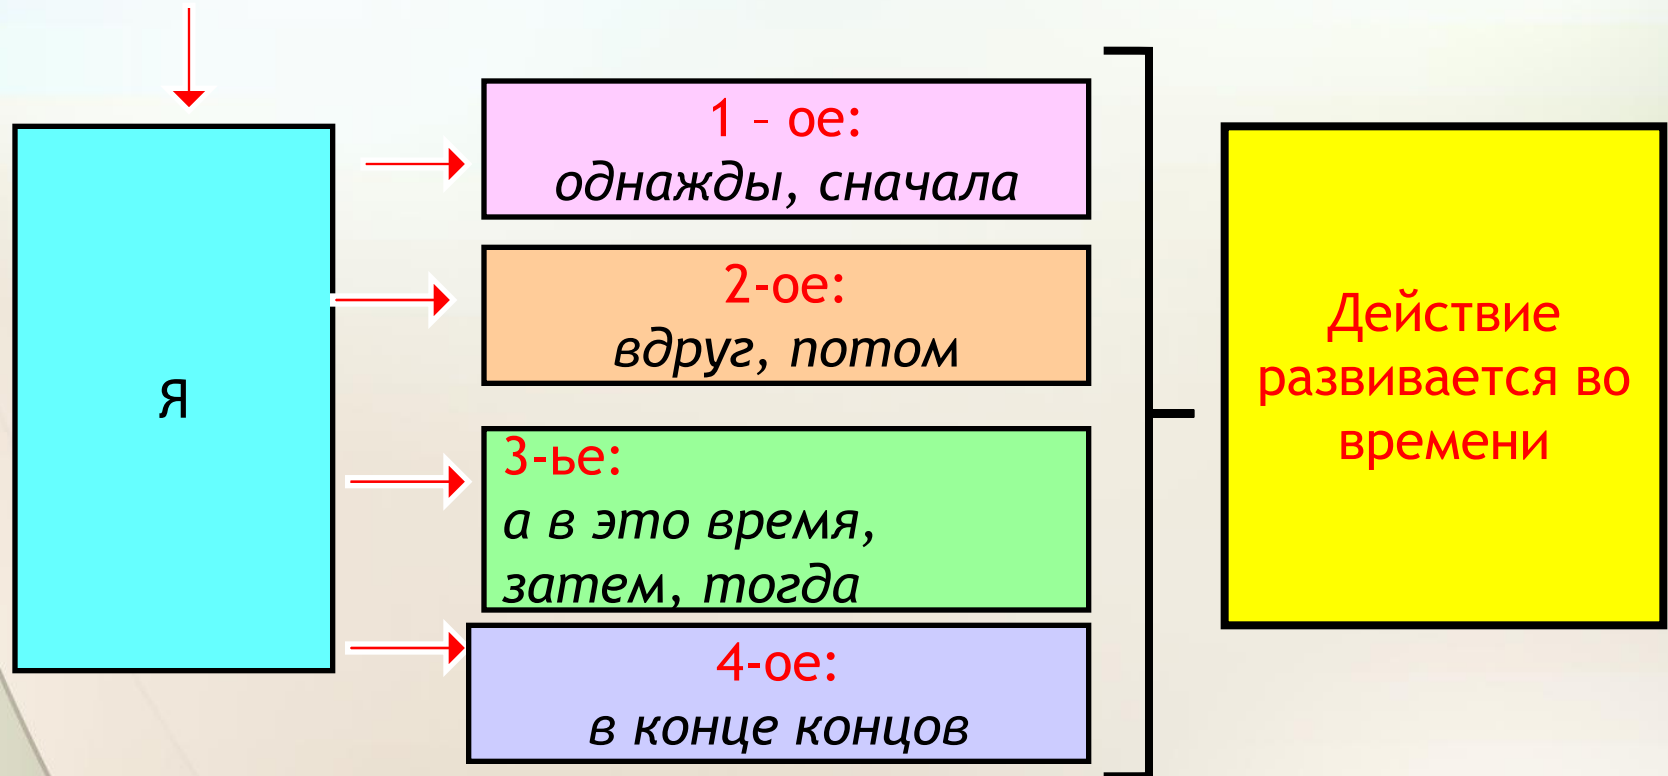 Я
1 – ое:
однажды, сначала
2-ое:
вдруг, потом
3-ье:
а в это время,
затем, тогда
4-ое:
в конце концов
Действие
развивается во
времени